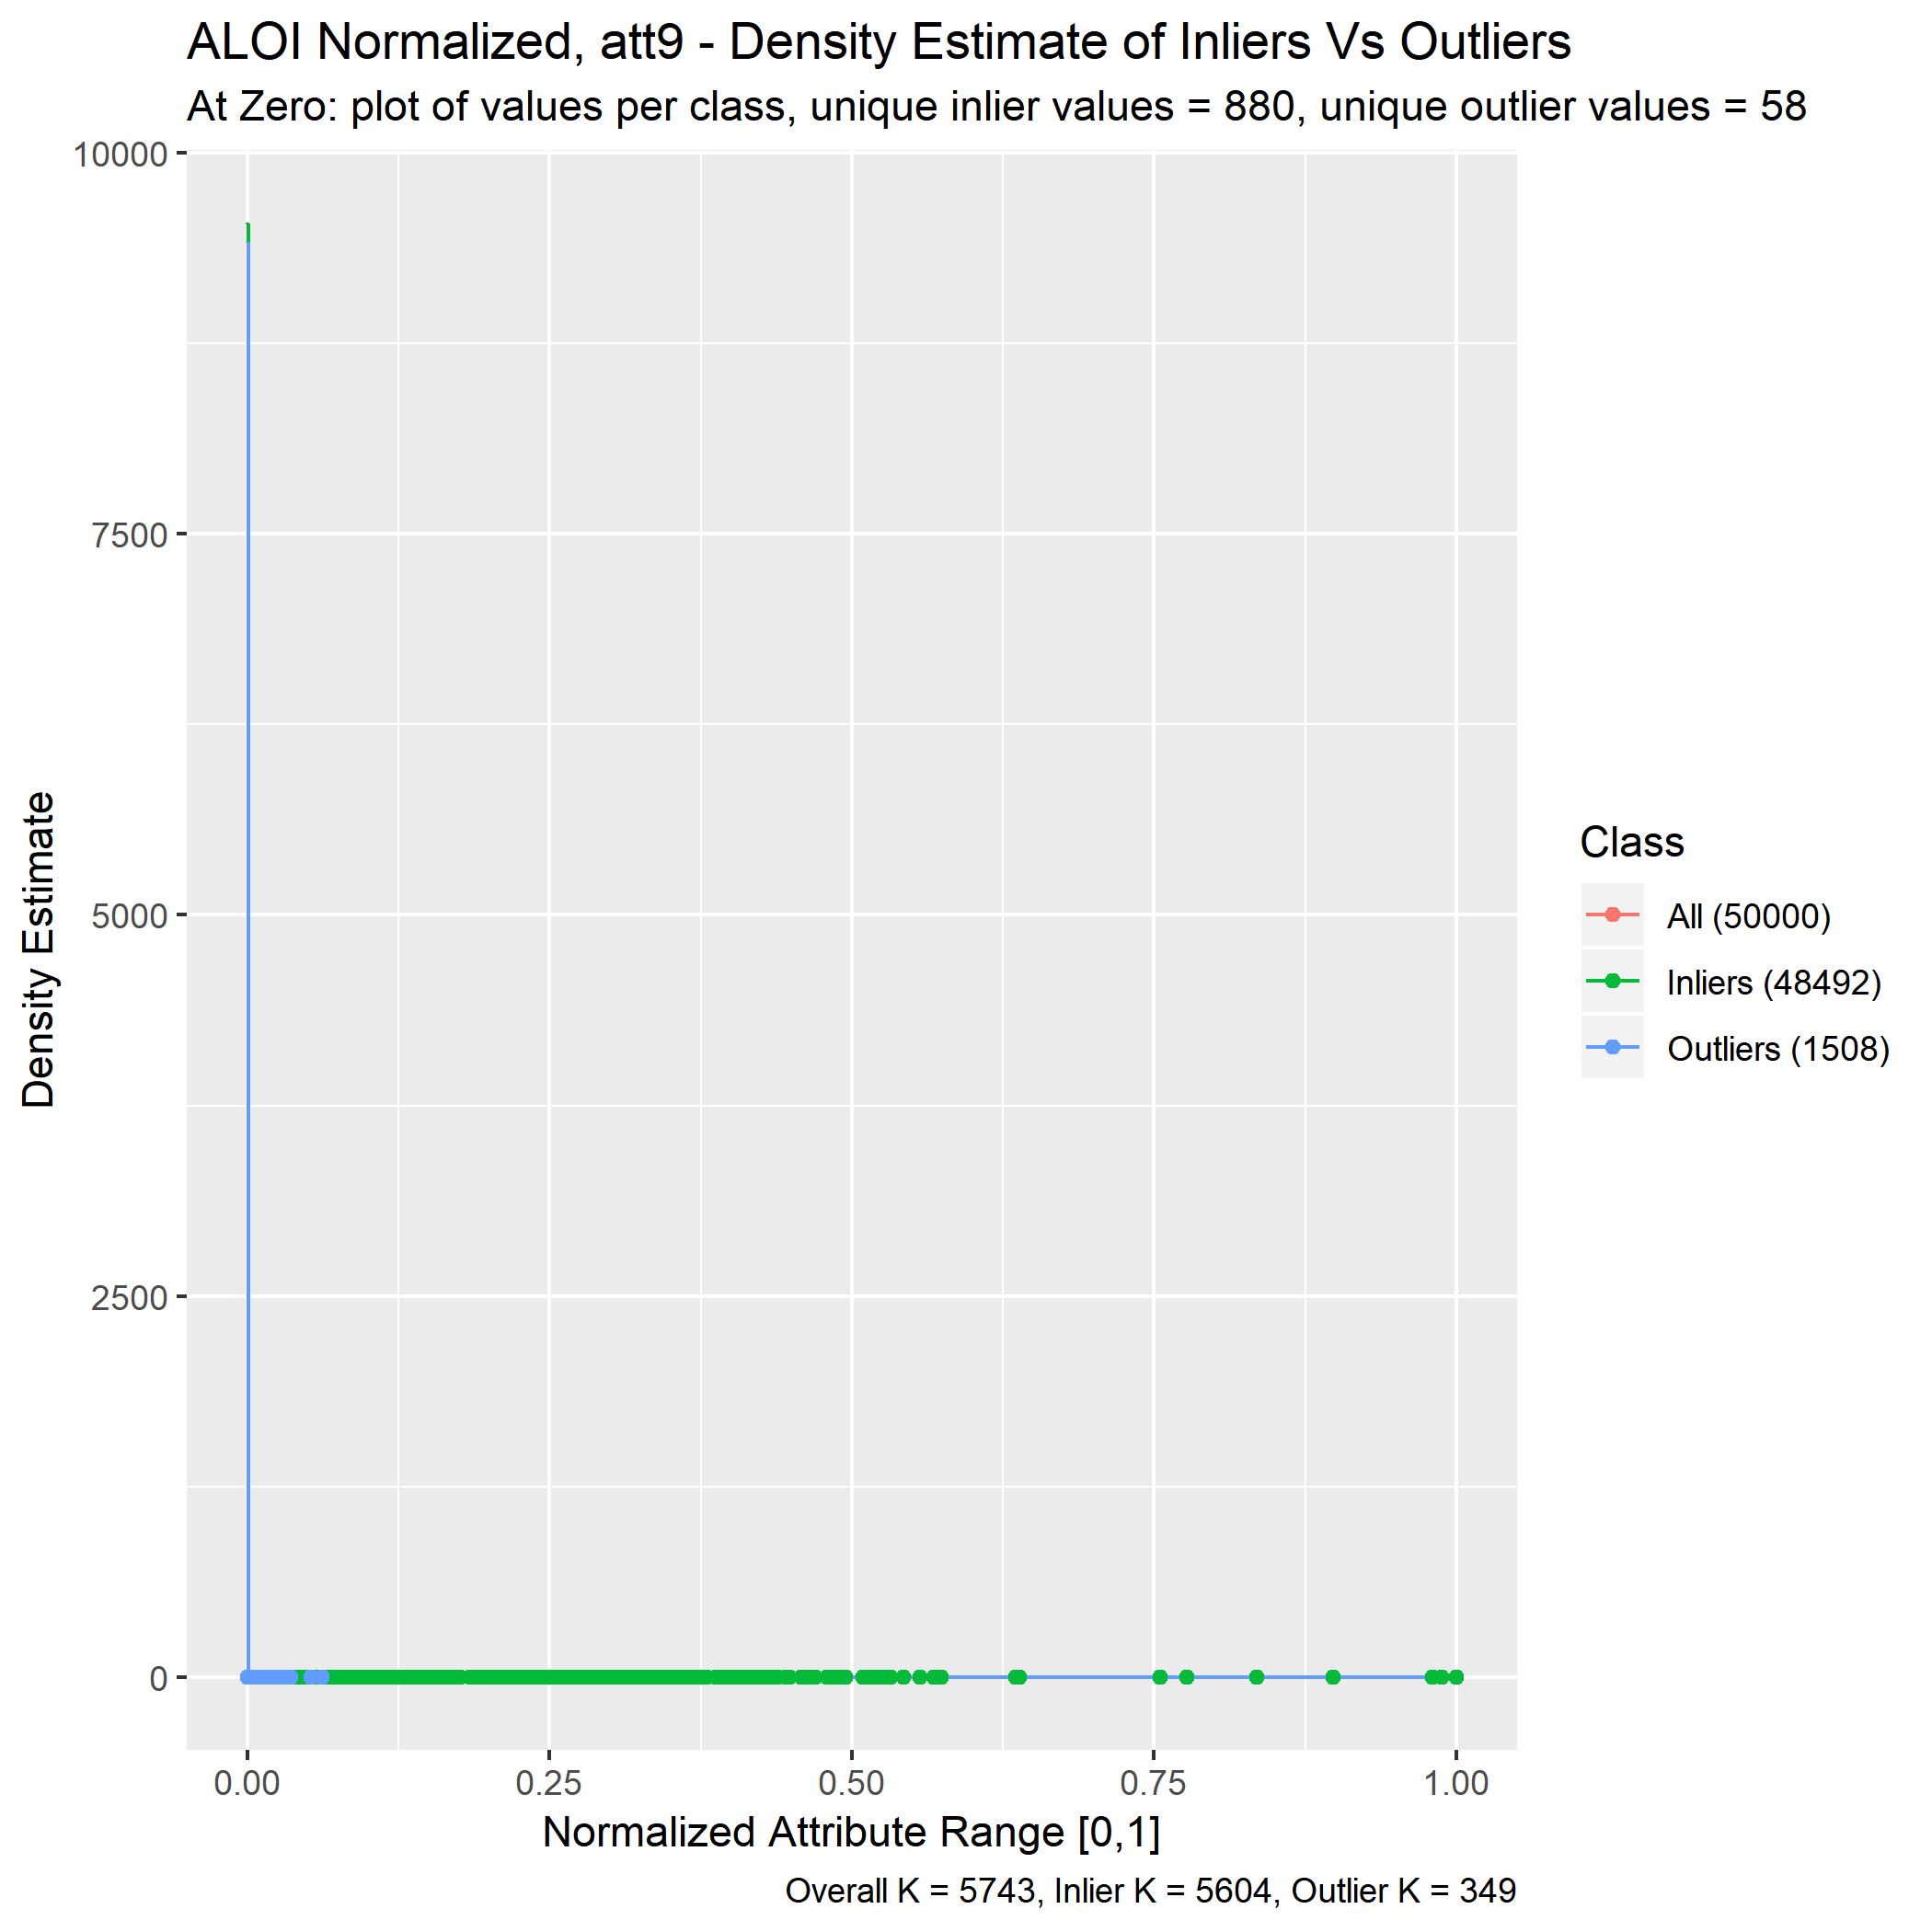 ALOI Normalized, att9 - Density Estimate of Inliers Vs Outliers
At Zero: plot of values per class, unique inlier values = 880, unique outlier values = 58
10000
7500
5000
2500
0
Density Estimate
0.00 0.25 0.50 0.75 1.00
Normalized Attribute Range [0,1]
Overall K = 5743, Inlier K = 5604, Outlier K = 349
Class
All (50000)
Inliers (48492)
Outliers (1508)